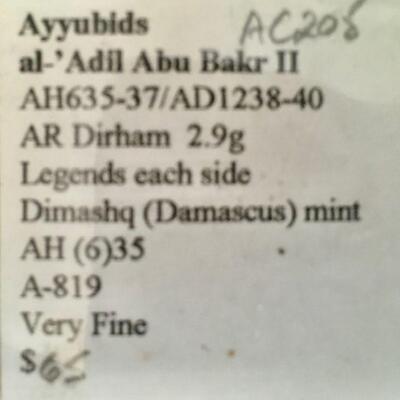 Ayyubids AC205
al-'Adil Abu Bakr II
AH635-37/AD1238-40
AR Dirham 2.9g
Legends each side
Dimashq (Damascus) mint
AH (6)35
A-819
Very Fine
$65